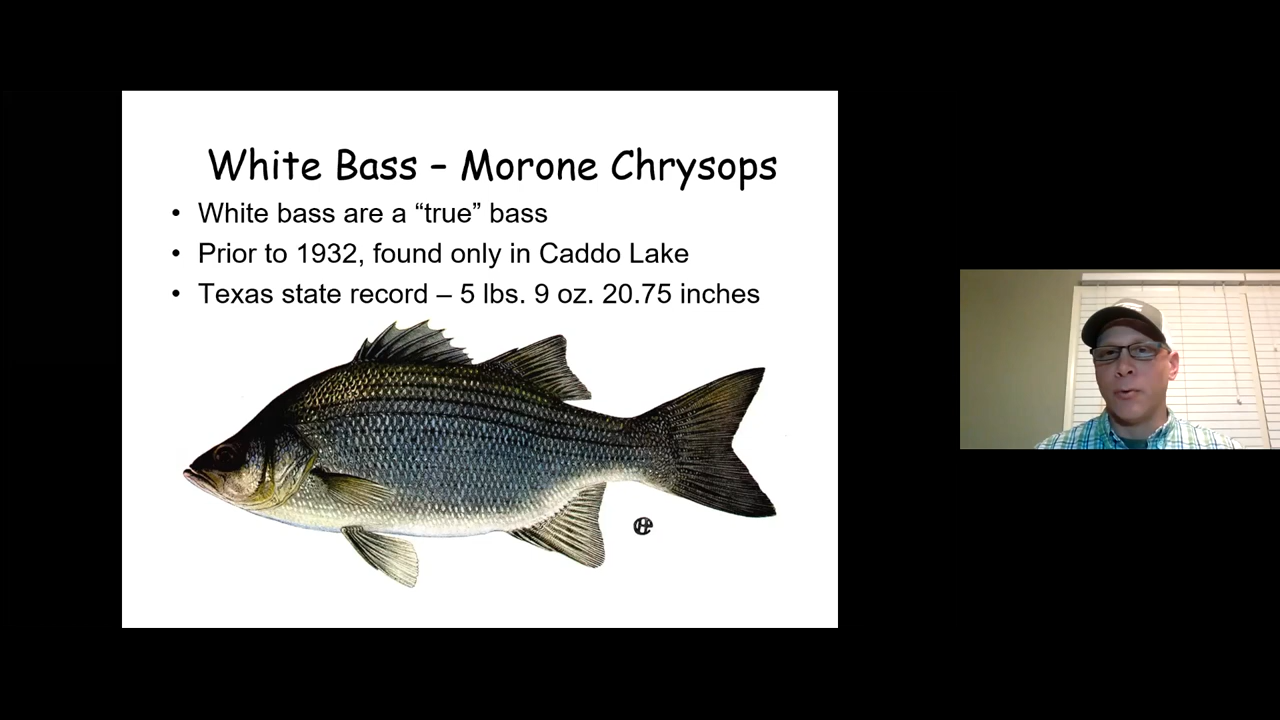 White Bass – Morone Chrysops
• White bass are a “true” bass
• Prior to 1932, found only in Caddo Lake
• Texas state record – 5 lbs. 9 oz. 20.75 inches